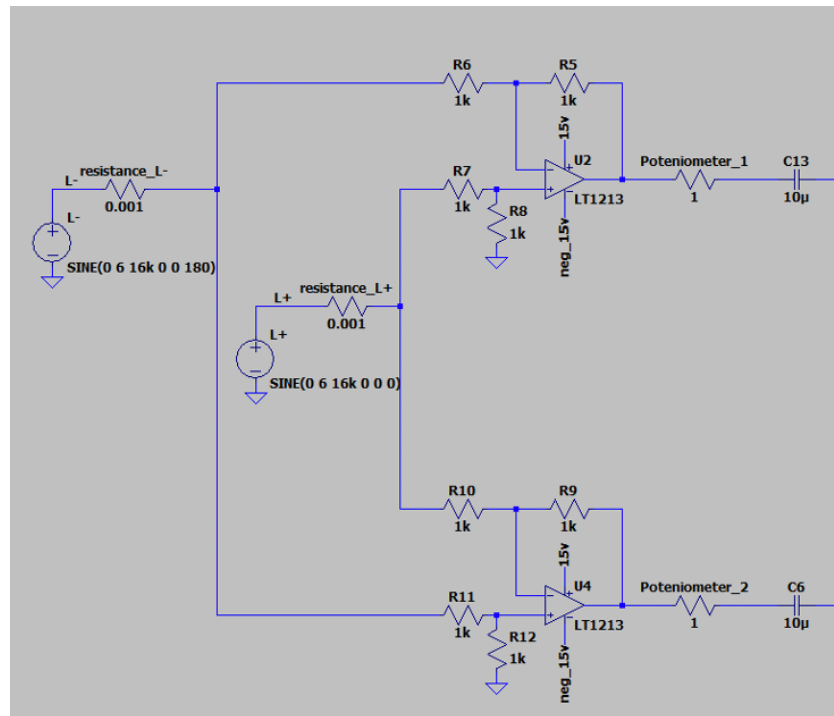 R6
1k
R5
1k
15v
U2
LT1213
neg_15v
R7
1k
R8
1k
Poteniometer_1
1
C13
10µ
L-
resistance_L-
0.001
L-
SINE(0 6 16k 0 0 180)
L+
resistance_L+
0.001
L+
SINE(0 6 16k 0 0 0)
R10
1k
R9
1k
15v
U4
LT1213
neg_15v
R11
1k
R12
1k
Poteniometer_2
1
C6
10µ